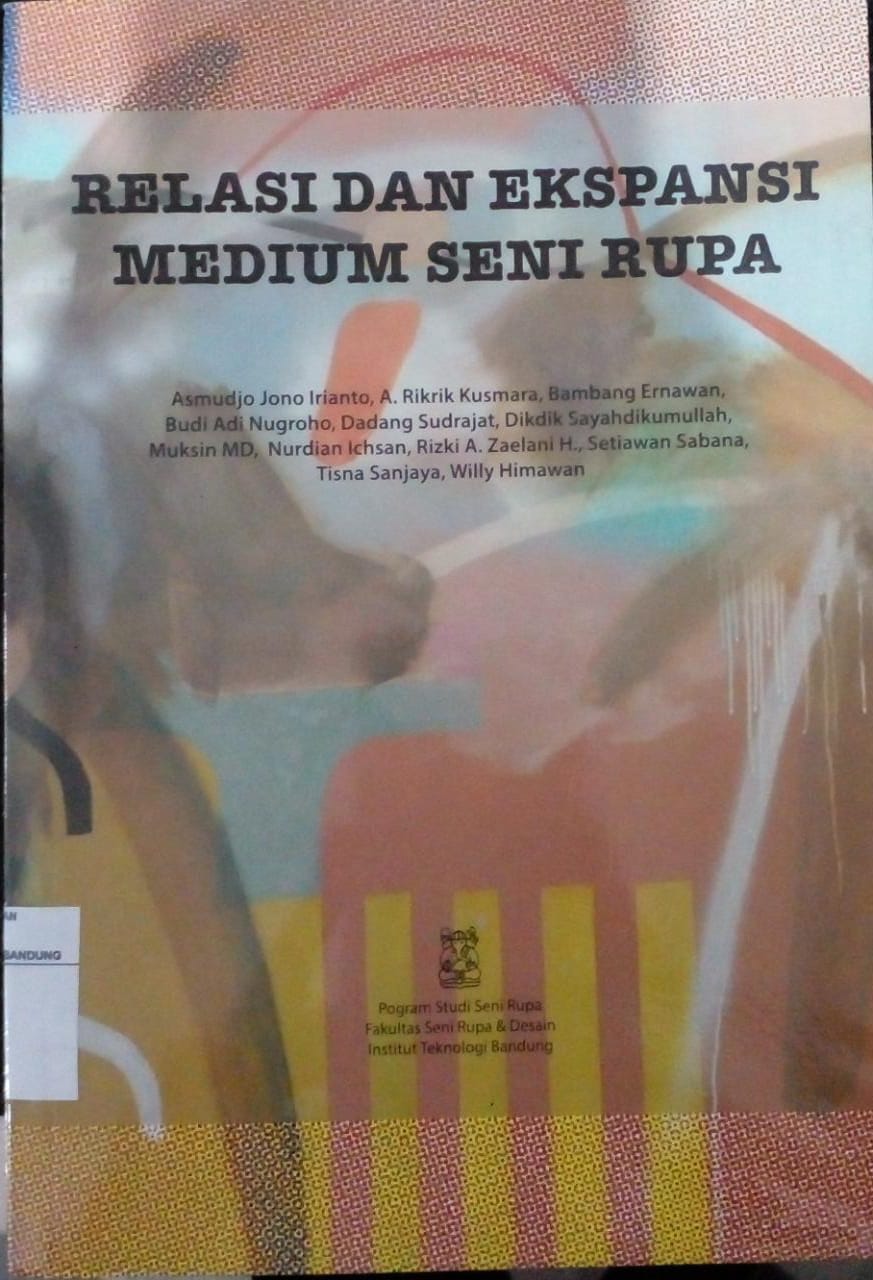 RELASI DAN EKSPANSI
MEDIUM SENI RUPA
Asmudjo Jono Irianto, A. Rikrik Kusmara, Bambang Ernawan,
Budi Adi Nugroho, Dadang Sudrajat, Dikdik Sayahdikumullah,
Muksin MD, Nurdian Ichsan, Rizki A. Zaelani H., Setiawan Sabana,
Tisna Sanjaya, Willy Himawan
AN
BANDUNG
Pogram Studi Seni Rupa
Fakultas Seni Rupa & Desain
Institut Teknologi Bandung